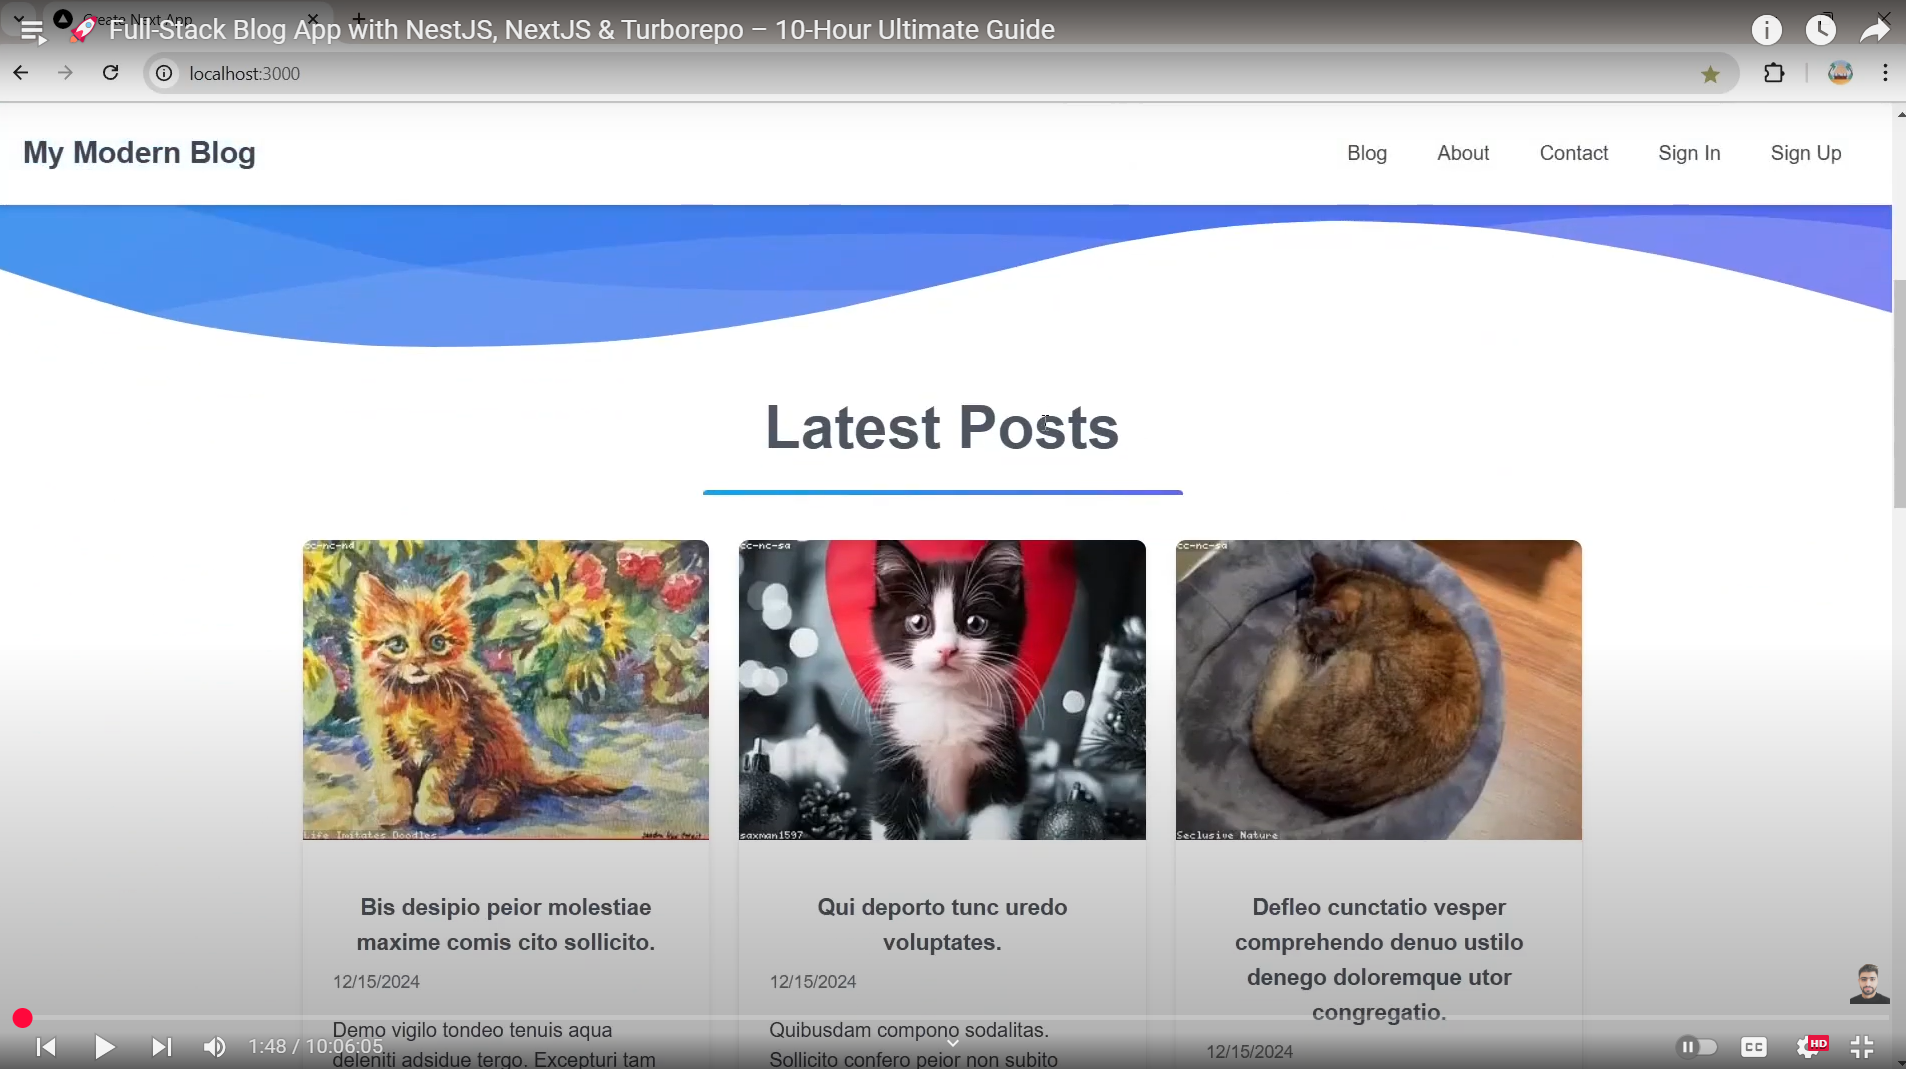 Create Next App
Full-Stack Blog App with NestJS, NextJS & Turborepo – 10-Hour Ultimate Guide
localhost:3000
My Modern Blog
Blog
About
Contact
Sign In
Sign Up
Latest Posts
cc-nc-nd
Life Imitates Doodles
cc-nc-sa
saxman1597
cc-nc-sa
Seclusive Nature
Bis desipio peior molestiae
maxime comis cito sollicito.
12/15/2024
Demo vigilo tondeo tenuis aqua
deleniti adsidue tergo. Excepturi tam
Qui deporto tunc uredo
voluptates.
12/15/2024
Quibusdam compono sodalitas.
Sollicito confero peior non subito
Defleo cunctatio vesper
comprehendo denuo ustilo
denego doloremque utor
congregatio.
12/15/2024
1:48 / 10:06:05
CC
HD